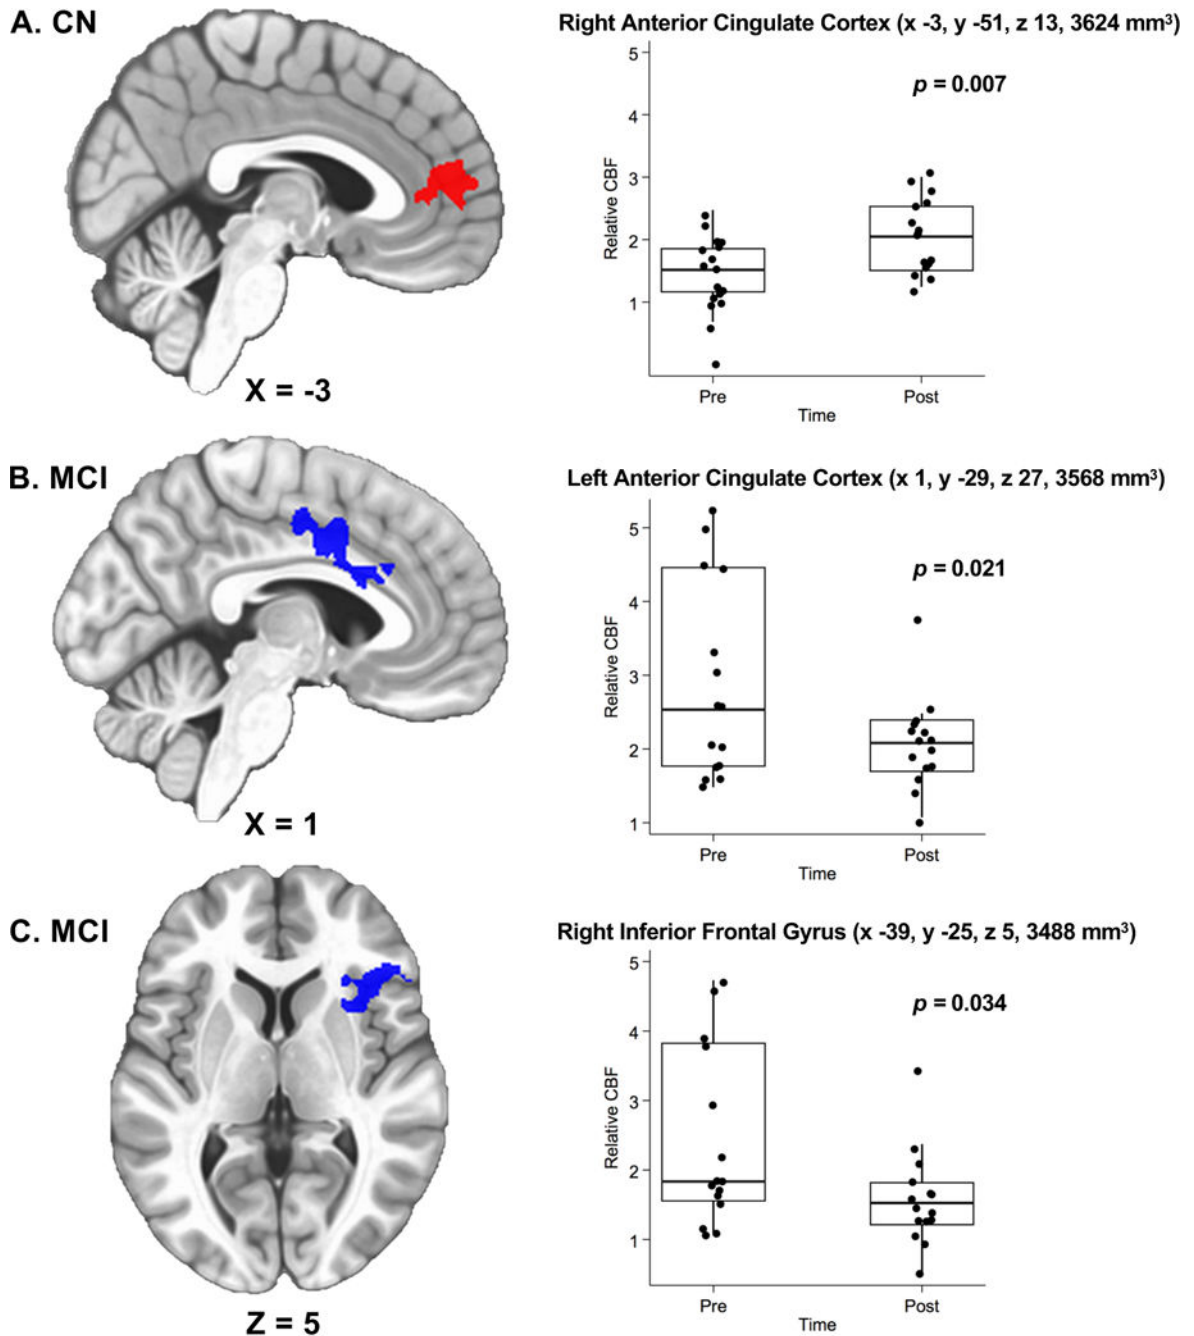 A. CN
Right Anterior Cingulate Cortex (x -3, y -51, z 13, 3624 mm³)
5
4
3
2
1
Relative CBF
p = 0.007
Pre
Post
Time
X = -3
B. MCI
Left Anterior Cingulate Cortex (x 1, y -29, z 27, 3568 mm³)
5
4
3
2
1
Relative CBF
p = 0.021
Pre
Post
Time
X = 1
C. MCI
Right Inferior Frontal Gyrus (x -39, y -25, z 5, 3488 mm³)
5
4
3
2
1
Relative CBF
p = 0.034
Pre
Post
Time
Z = 5